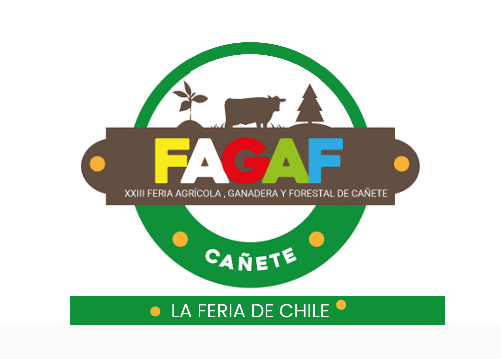 FAGAF
XXIII FERIA AGRÍCOLA , GANADERA Y FORESTAL DE CAÑETE
CAÑETE
LA FERIA DE CHILE